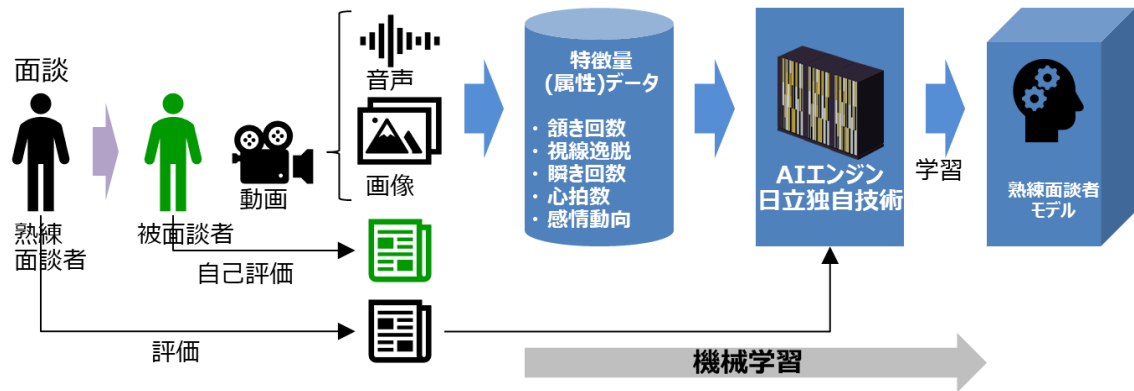 面談
熟練
面談者
被面談者
動画
音声
画像
自己評価
評価
特徴量
(属性)データ
・ 頷き回数
・ 視線逸脱
・ 瞬き回数
・ 心拍数
・ 感情動向
AIエンジン
日立独自技術
学習
熟練面談者
モデル
機械学習